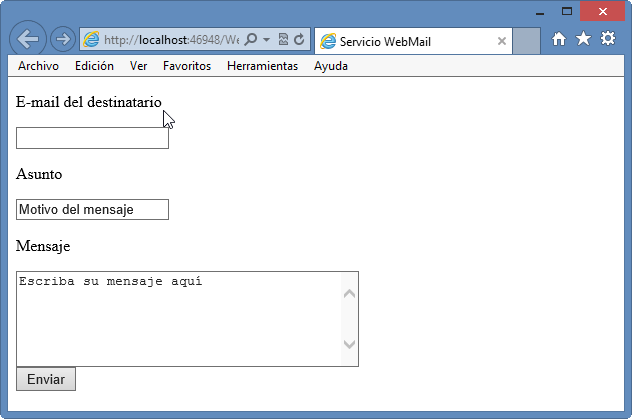 http://localhost:46948/We
Servicio WebMail
Archivo Edición Ver Favoritos Herramientas Ayuda
E-mail del destinatario
Asunto
Motivo del mensaje
Mensaje
Escriba su mensaje aquí
Enviar